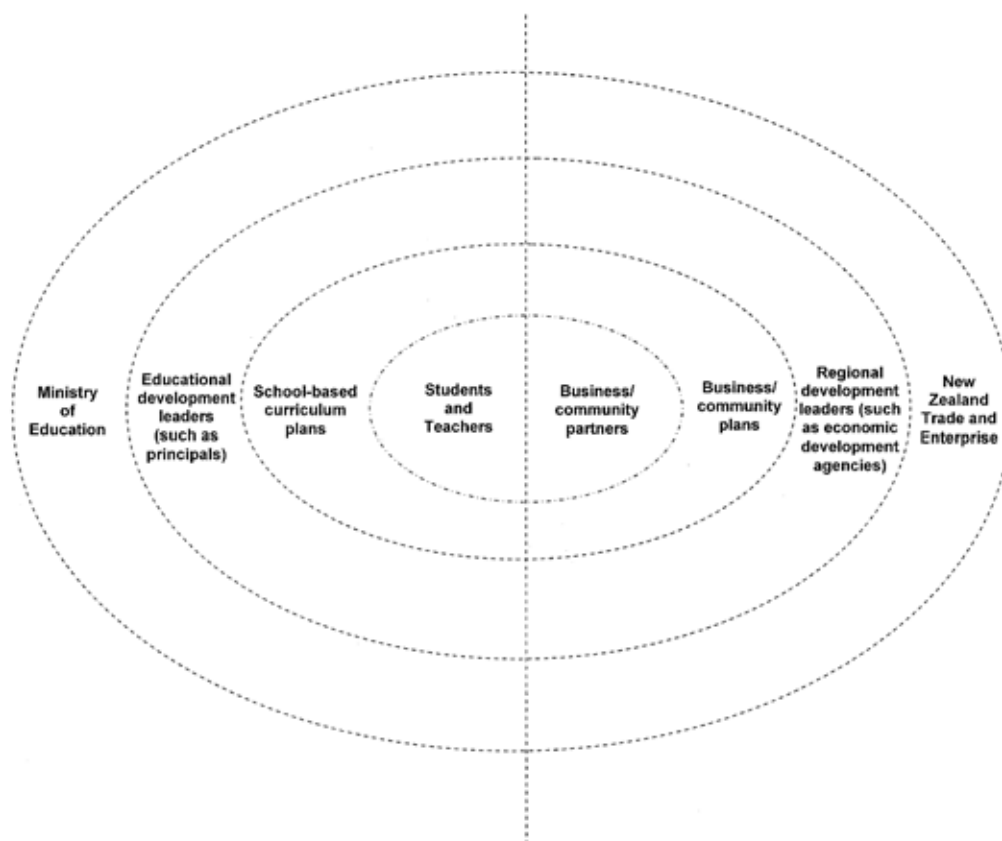 Ministry
of
Education
Educational
development
leaders
(such as
principals)
School-based
curriculum
plans
Students
and
Teachers
Business/
community
partners
Business/
community
plans
Regional
development
leaders (such
as economic
development
agencies)
New
Zealand
Trade and
Enterprise